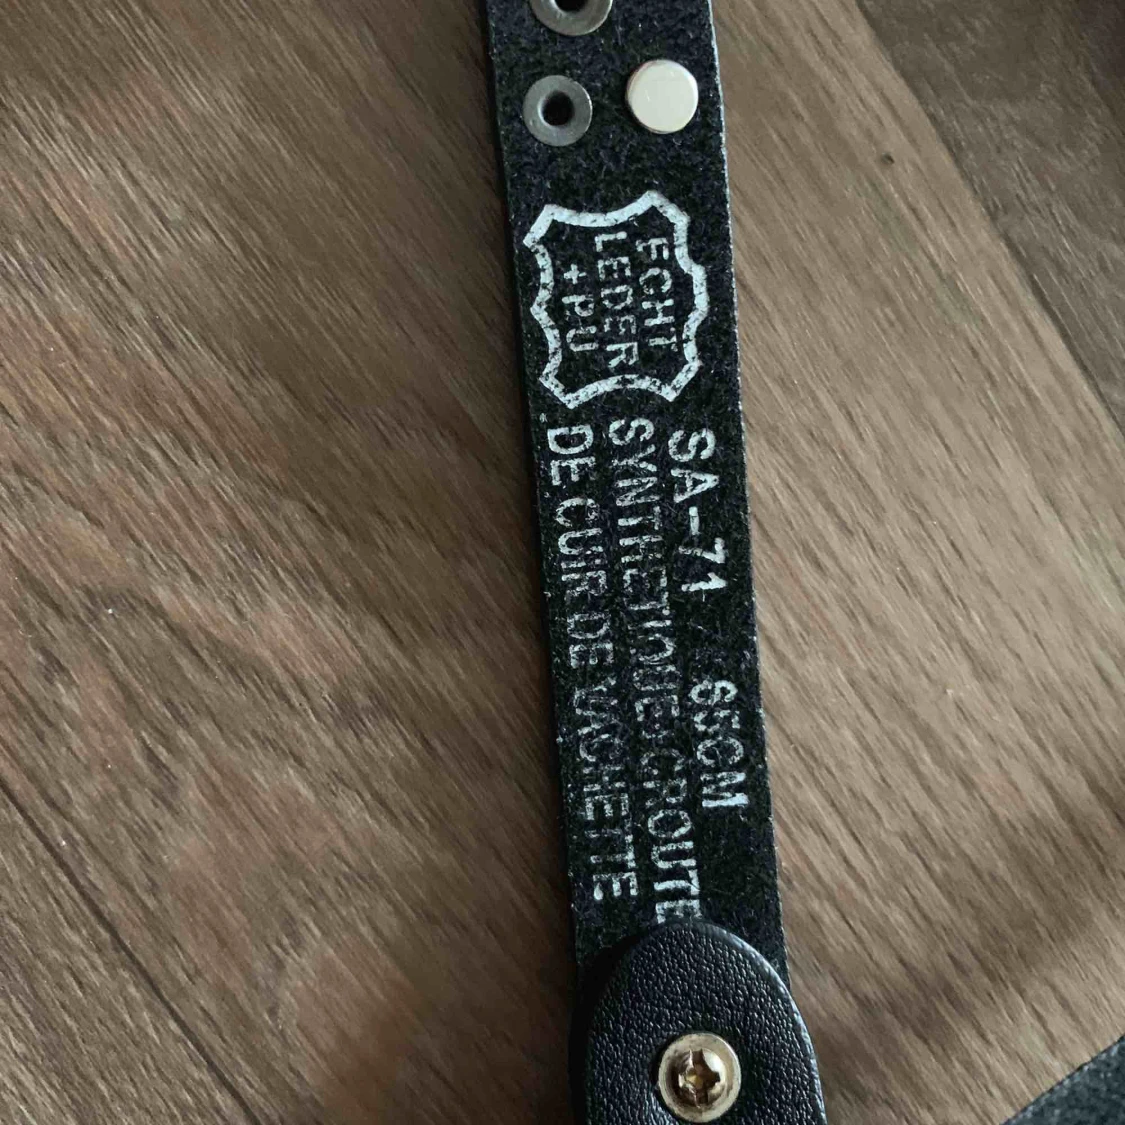 ECHT
LEDER
+PU
SA-71 85CM
SYNTHETIQUE+CROUTE
DE CUIR DE VACHETTE